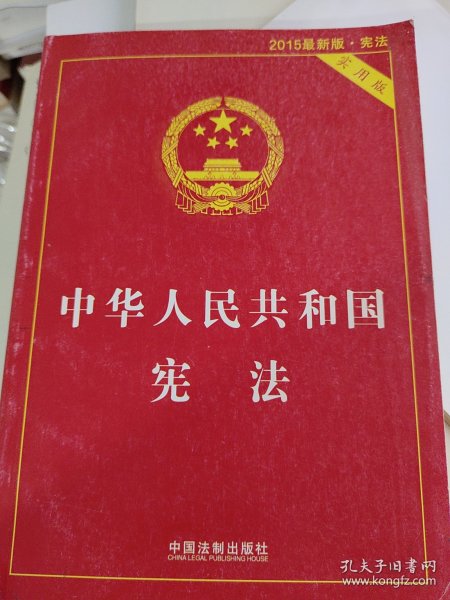 2015最新版·宪法
实用版
中华人民共和国
宪法
中国法制出版社
CHINA LEGAL PUBLISHING HOUSE
孔夫子旧书网
www.kongfz.com